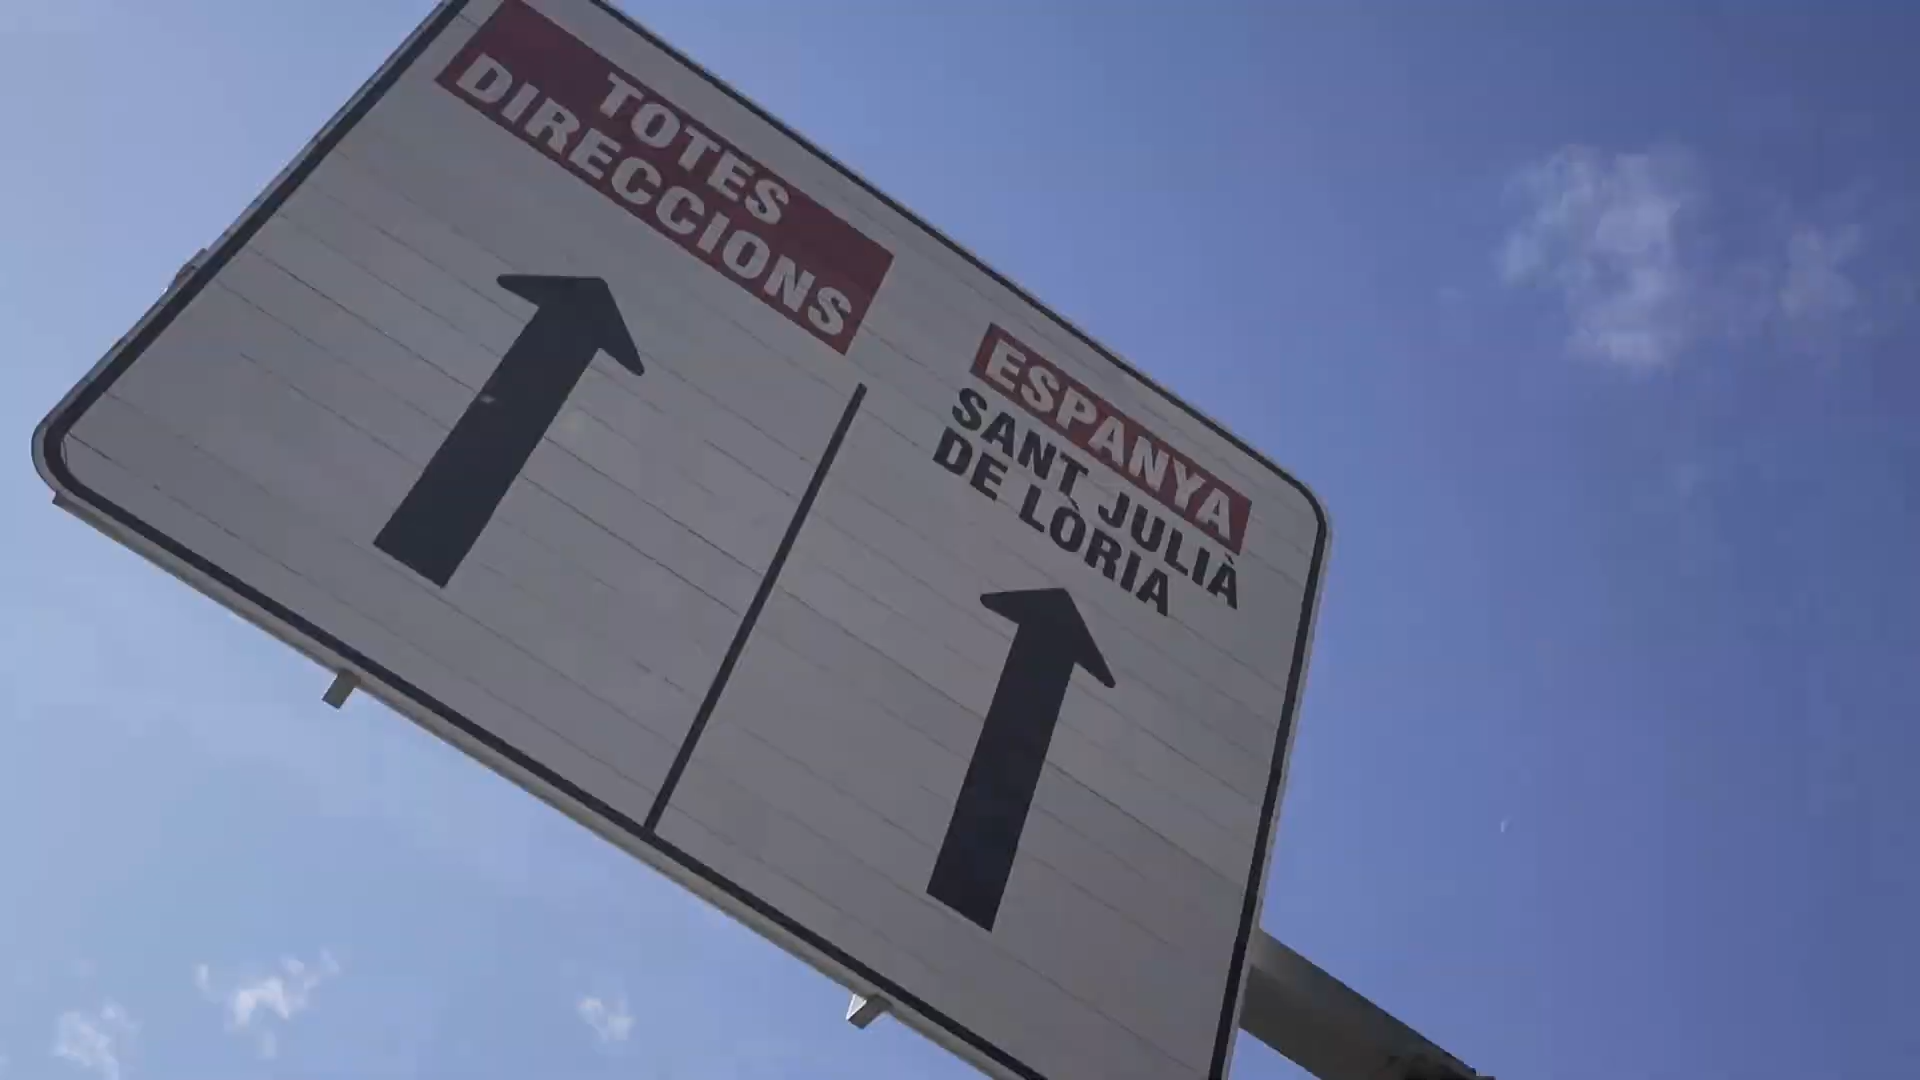 TOTES
DIRECCIONS
ESPANYA
SANT JULIÀ
DE LÒRIA